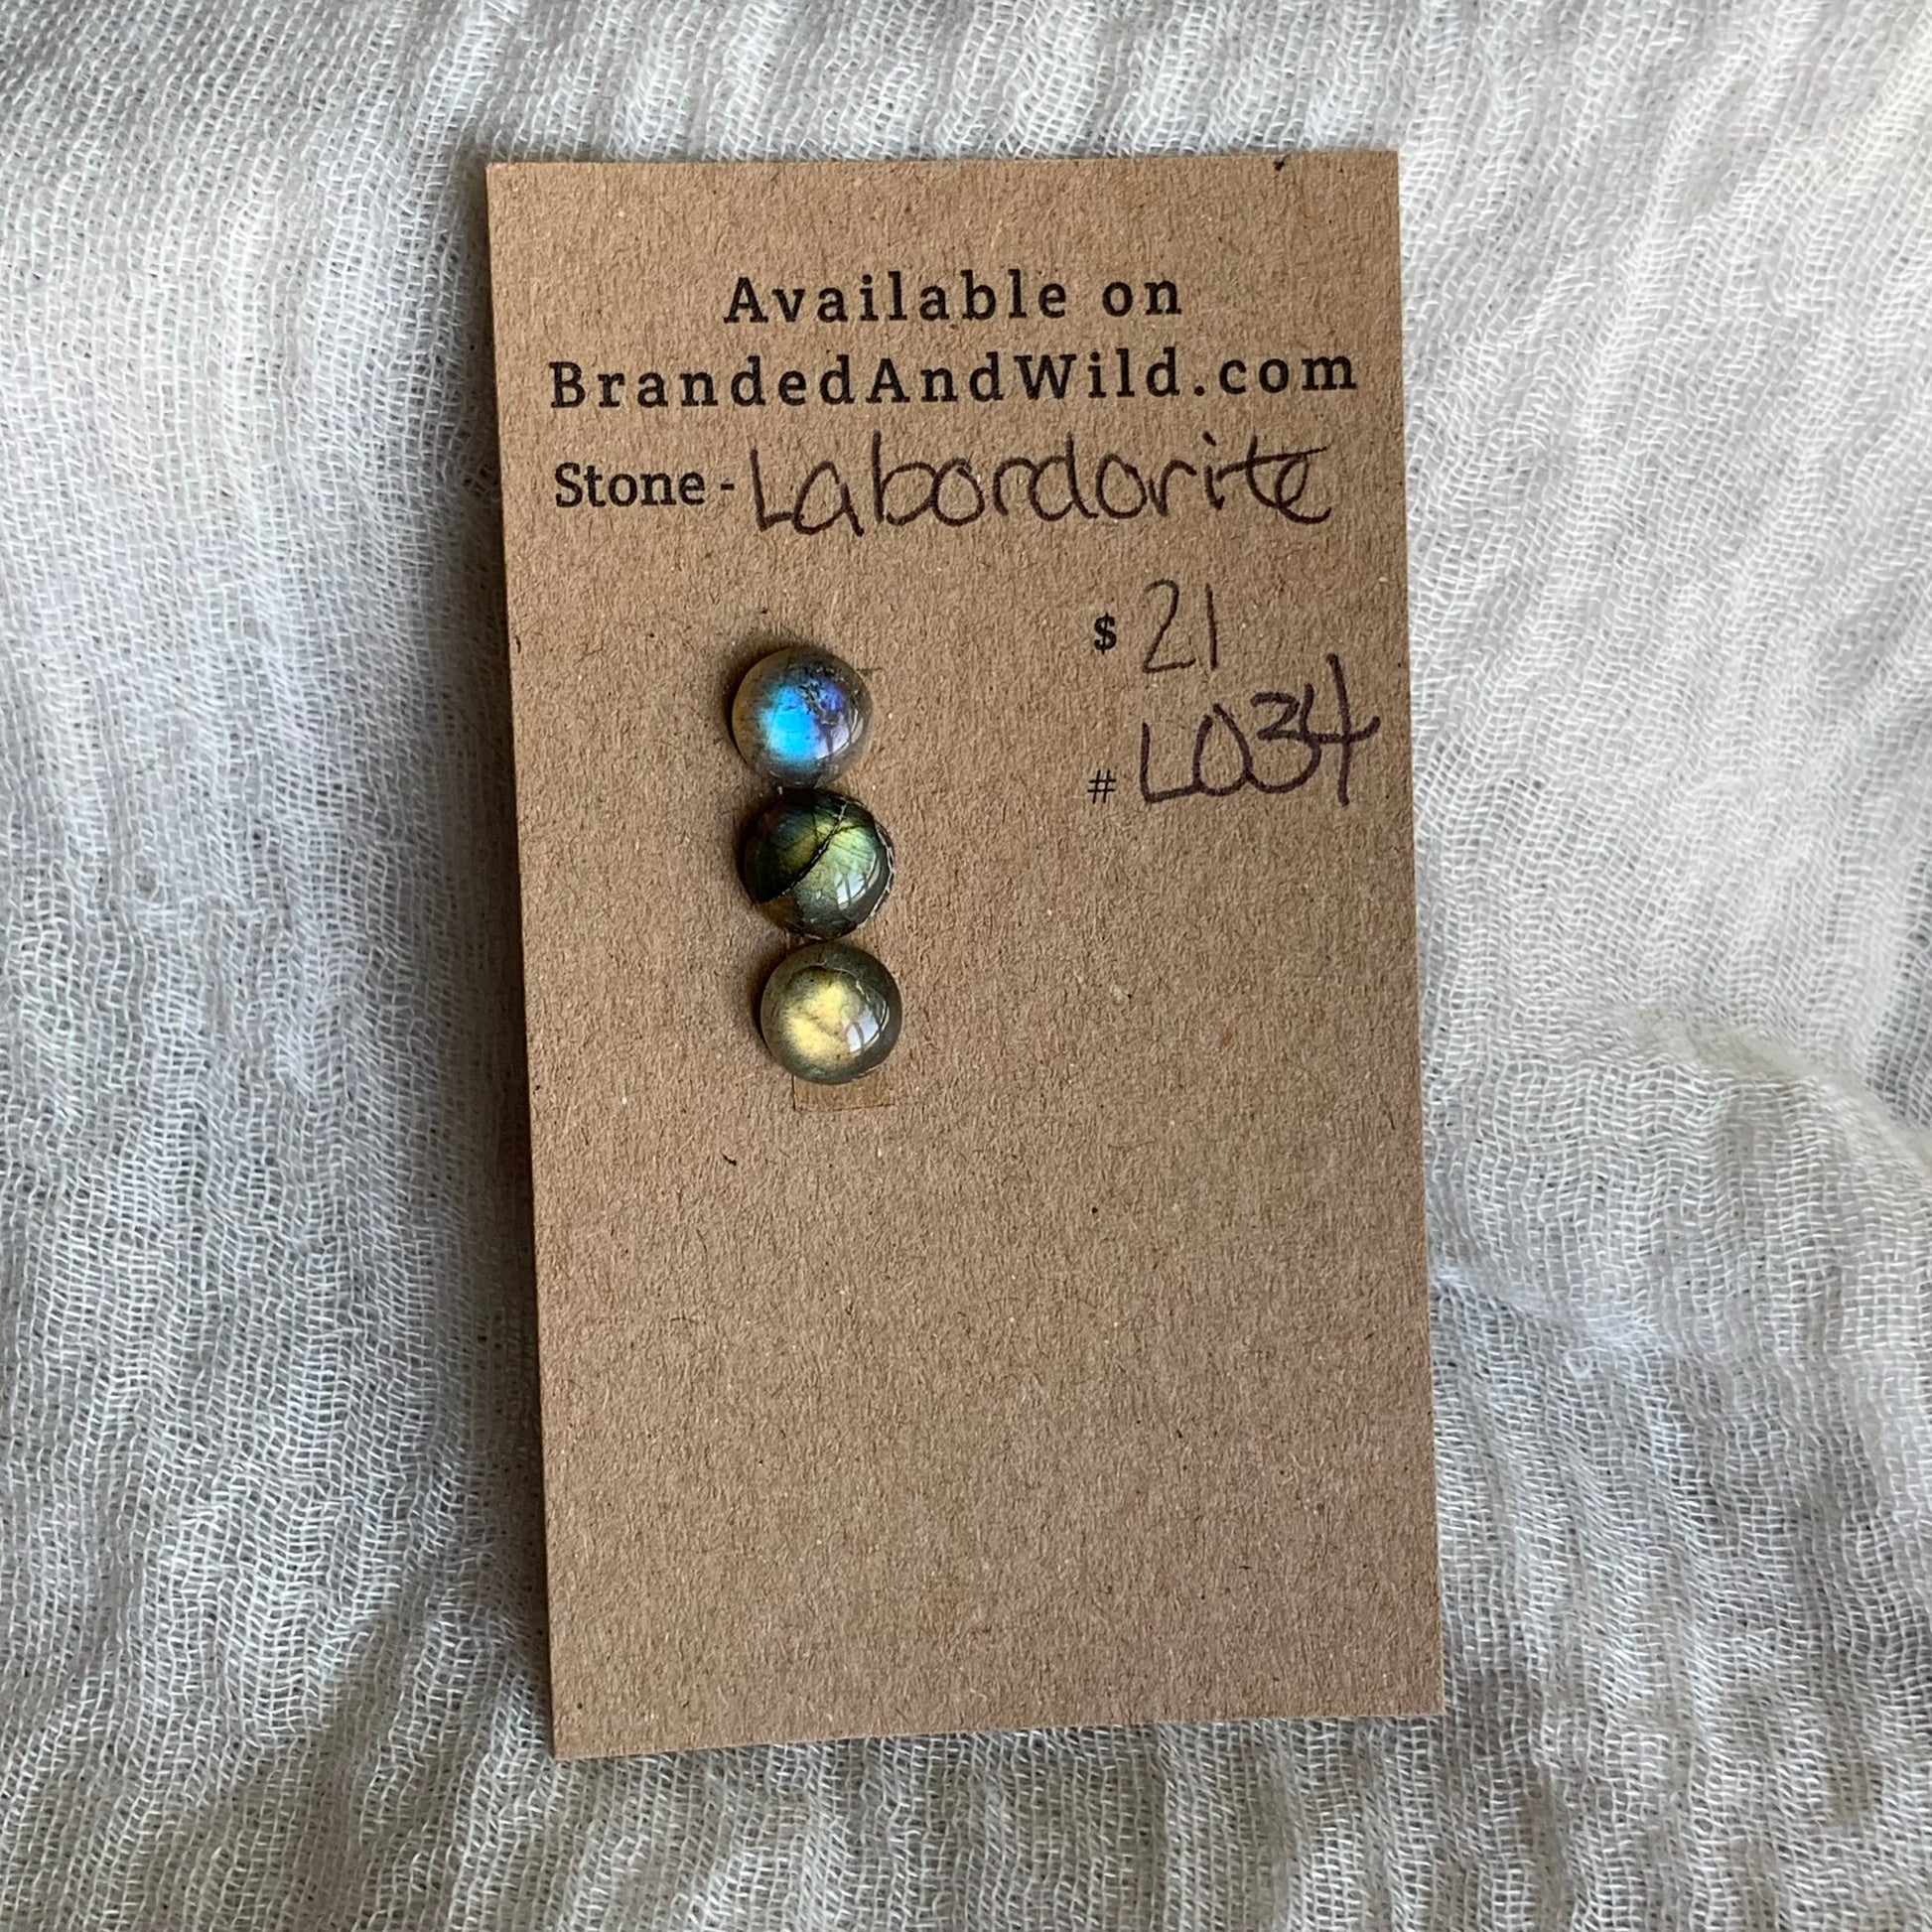 Available on
BrandedAndWild.com
Stone - Labordorite
$ 21
# L034